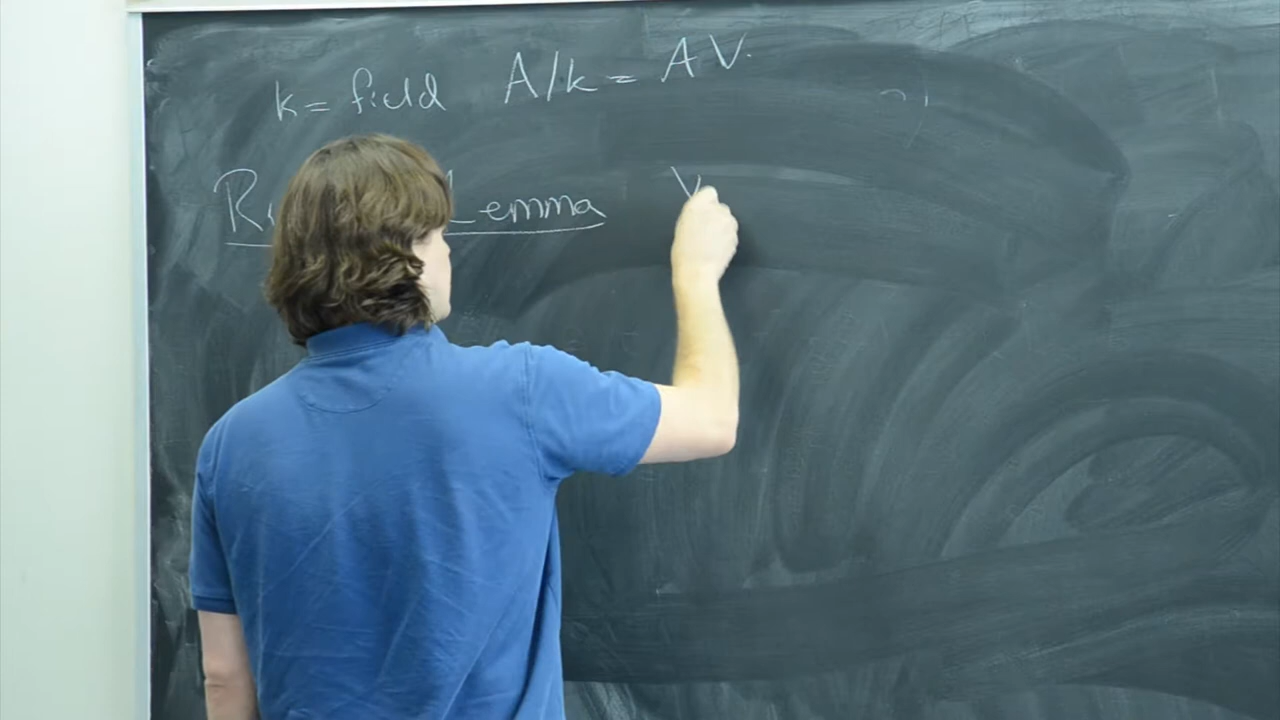 k = field A/k = AV.
Lemma V